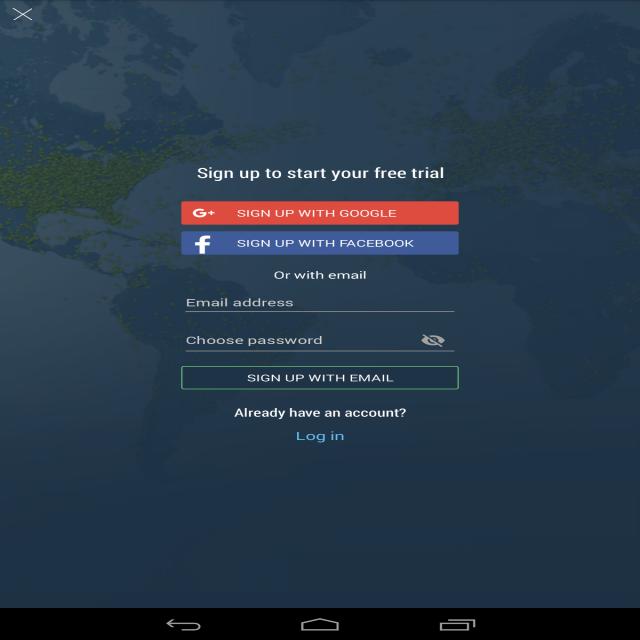 Sign up to start your free trial
G+ SIGN UP WITH GOOGLE
f SIGN UP WITH FACEBOOK
Or with email
Email address
Choose password
SIGN UP WITH EMAIL
Already have an account?
Log in